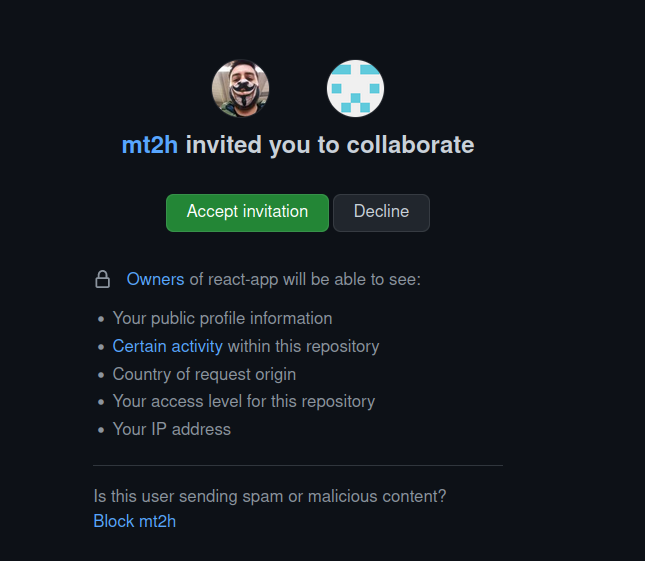 mt2h invited you to collaborate
Accept invitation Decline
Owners of react-app will be able to see:
• Your public profile information
• Certain activity within this repository
• Country of request origin
• Your access level for this repository
• Your IP address
Is this user sending spam or malicious content?
Block mt2h